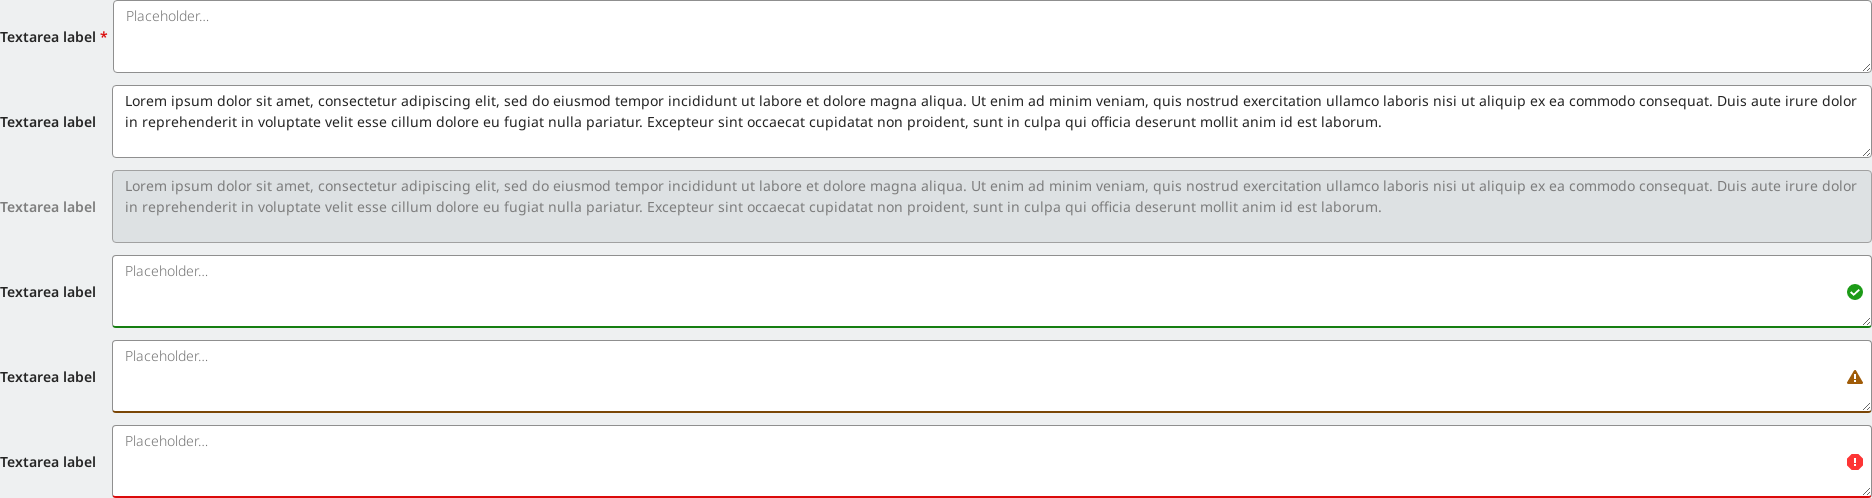 Placeholder...
Textarea label *
Lorem ipsum dolor sit amet, consectetur adipiscing elit, sed do eiusmod tempor incididunt ut labore et dolore magna aliqua. Ut enim ad minim veniam, quis nostrud exercitation ullamco laboris nisi ut aliquip ex ea commodo consequat. Duis aute irure dolor
Textarea label
in reprehenderit in voluptate velit esse cillum dolore eu fugiat nulla pariatur. Excepteur sint occaecat cupidatat non proident, sunt in culpa qui officia deserunt mollit anim id est laborum.
Lorem ipsum dolor sit amet, consectetur adipiscing elit, sed do eiusmod tempor incididunt ut labore et dolore magna aliqua. Ut enim ad minim veniam, quis nostrud exercitation ullamco laboris nisi ut aliquip ex ea commodo consequat. Duis aute irure dolor
Textarea label
in reprehenderit in voluptate velit esse cillum dolore eu fugiat nulla pariatur. Excepteur sint occaecat cupidatat non proident, sunt in culpa qui officia deserunt mollit anim id est laborum.
Placeholder...
Textarea label
Placeholder...
Textarea label
Placeholder...
Textarea label